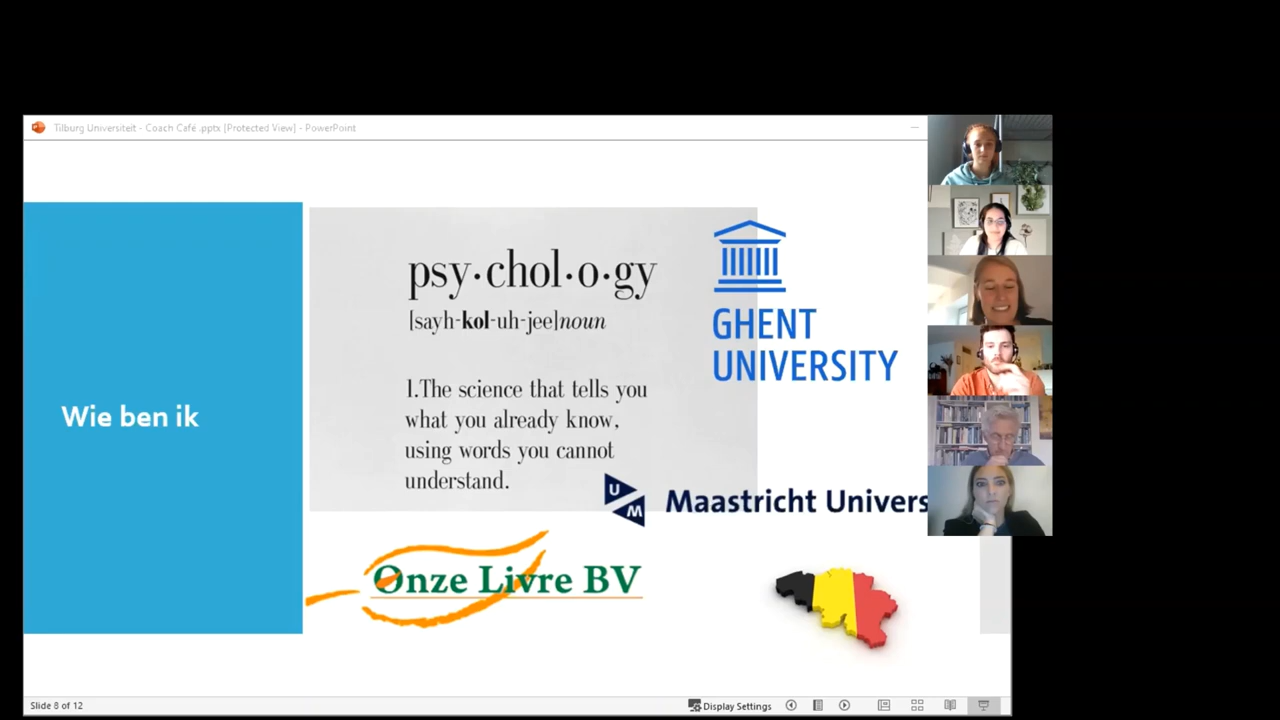 Tilburg Universiteit - Coach Café .pptx [Protected View] - PowerPoint
Wie ben ik
psy·chol·o·gy
[sayh-kol-uh-jee]noun
1.The science that tells you
what you already know,
using words you cannot
understand.
GHENT
UNIVERSITY
U
M
Maastricht Univers
Onze Livre BV
Slide 8 of 12
Display Settings